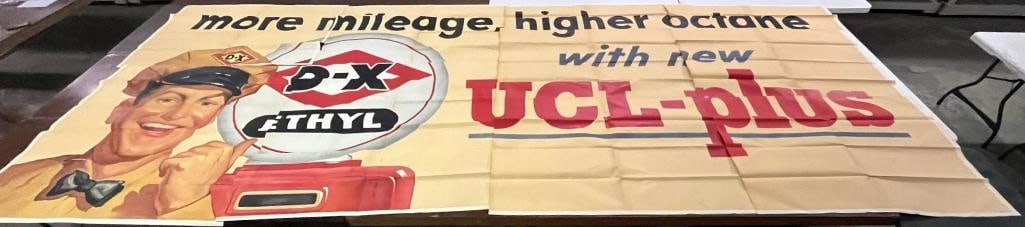 more mileage, higher octane
with new
UCL-plus
D-X
D-X
ETHYL